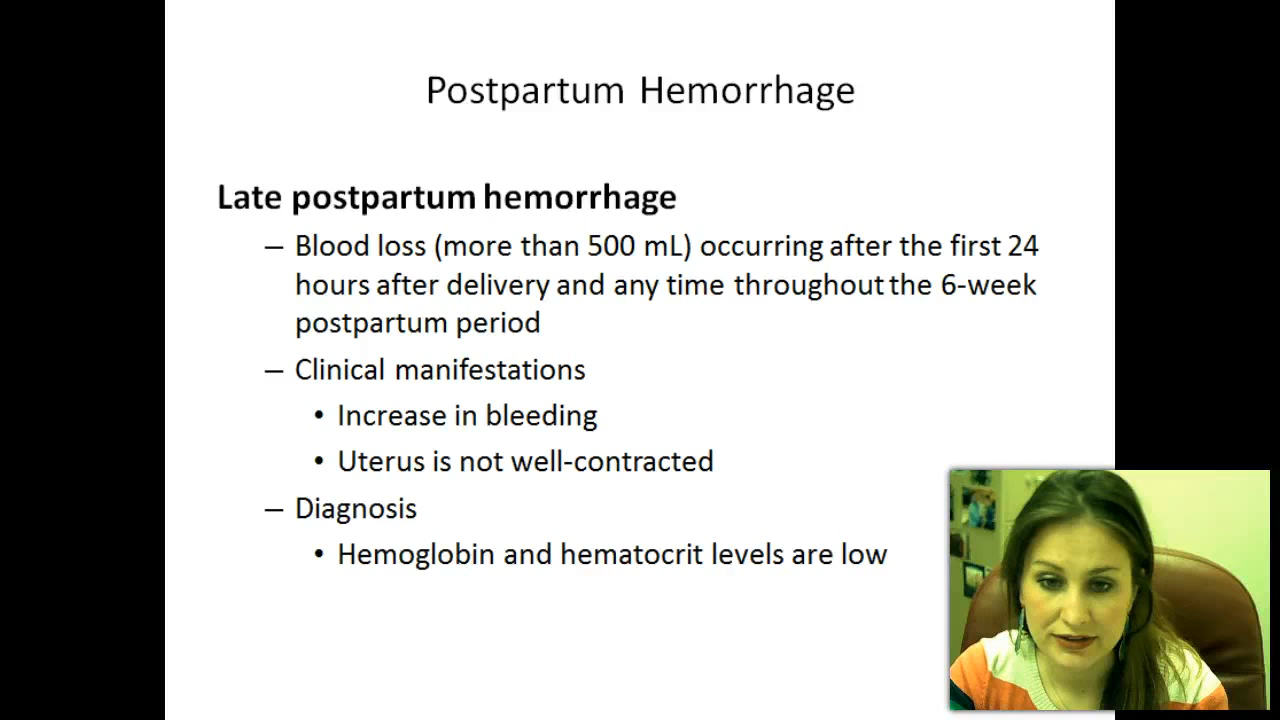 Postpartum Hemorrhage
Late postpartum hemorrhage
– Blood loss (more than 500 mL) occurring after the first 24
hours after delivery and any time throughout the 6-week
postpartum period
– Clinical manifestations
• Increase in bleeding
• Uterus is not well-contracted
– Diagnosis
• Hemoglobin and hematocrit levels are low